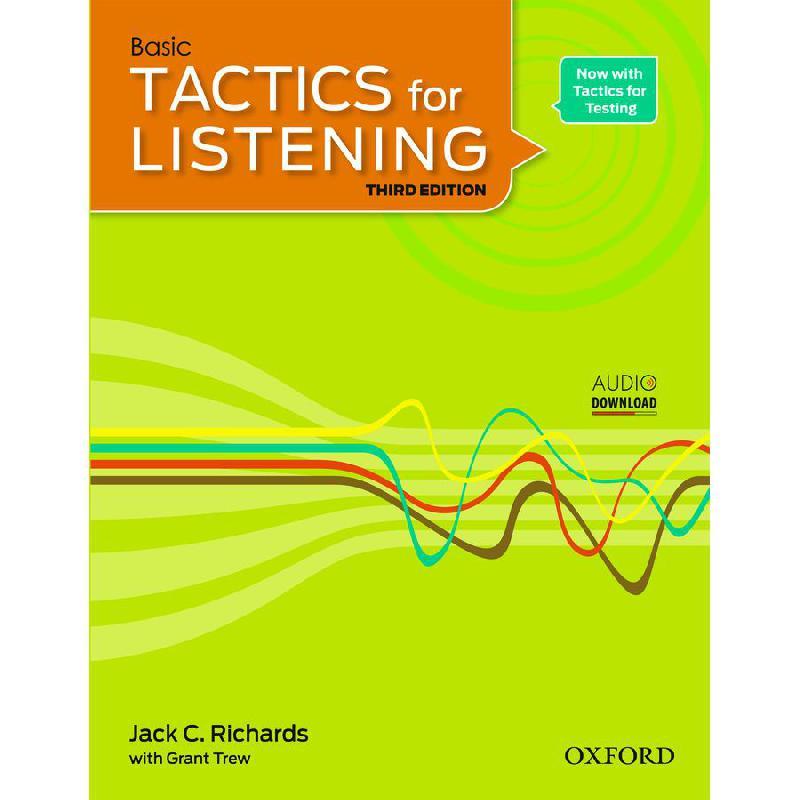 Basic
TACTICS for
LISTENING
THIRD EDITION
Now with
Tactics for
Testing
AUDIO
DOWNLOAD
Jack C. Richards
with Grant Trew
OXFORD